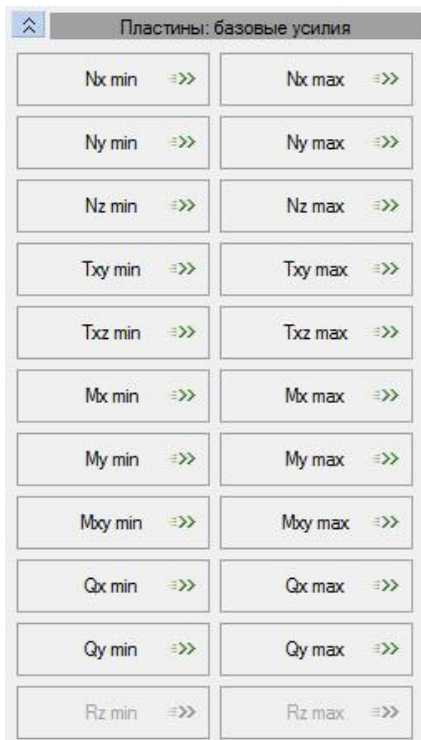 Пластины: базовые усилия
Nx min Nx max
Ny min Ny max
Nz min Nz max
Txy min Txy max
Txz min Txz max
Mx min Mx max
My min My max
Mxy min Mxy max
Qx min Qx max
Qy min Qy max
Rz min Rz max